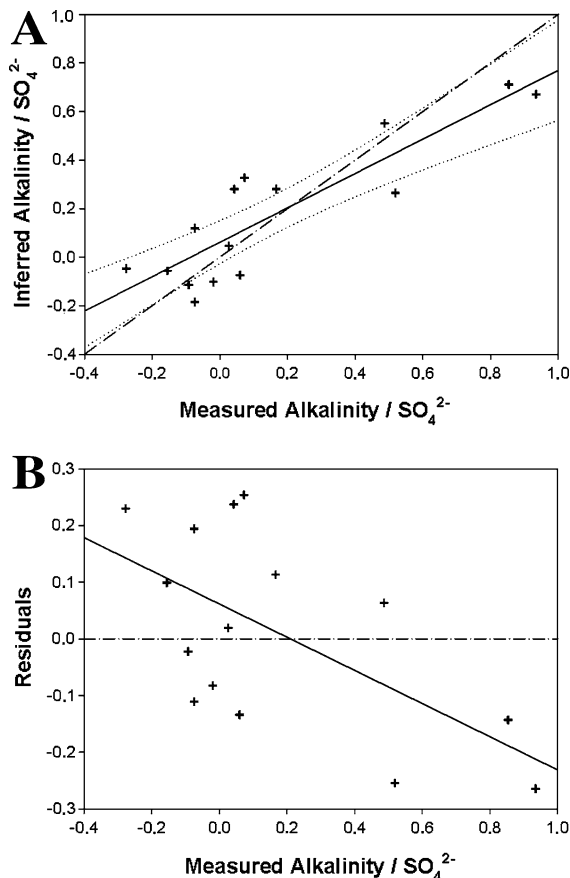 A
Inferred Alkalinity / SO₄²⁻
1.0
0.8
0.6
0.4
0.2
0.0
-0.2
-0.4
-0.4 -0.2 0.0 0.2 0.4 0.6 0.8 1.0
Measured Alkalinity / SO₄²⁻
B
Residuals
0.3
0.2
0.1
0.0
-0.1
-0.2
-0.3
-0.4 -0.2 0.0 0.2 0.4 0.6 0.8 1.0
Measured Alkalinity / SO₄²⁻